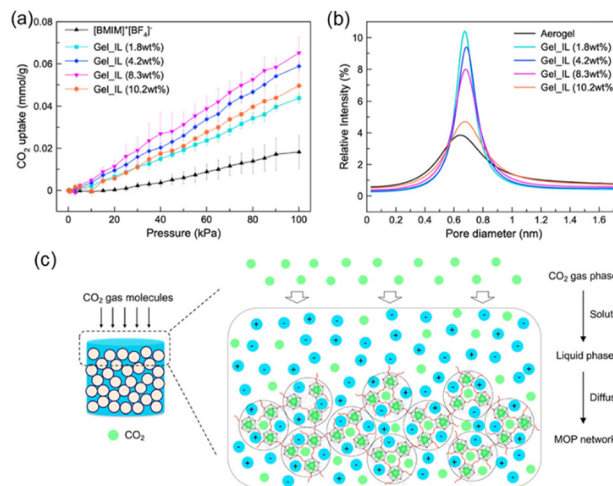 (a)
[BMIM]⁺[BF₄]⁻
Gel_IL (1.8wt%)
Gel_IL (4.2wt%)
Gel_IL (8.3wt%)
Gel_IL (10.2wt%)
CO₂ uptake (mmol/g)
0.08
0.06
0.04
0.02
0.00
0
20
40
60
80
100
Pressure (kPa)
(b)
Aerogel
Gel_IL (1.8wt%)
Gel_IL (4.2wt%)
Gel_IL (8.3wt%)
Gel_IL (10.2wt%)
Relative Intensity (%)
12
10
8
6
4
2
0
0
0.2
0.4
0.6
0.8
1
1.2
1.4
1.6
Pore diameter (nm)
(c)
CO₂ gas molecules
CO₂
CO₂ gas phase
Solut
Liquid phase
Diffus
MOP network